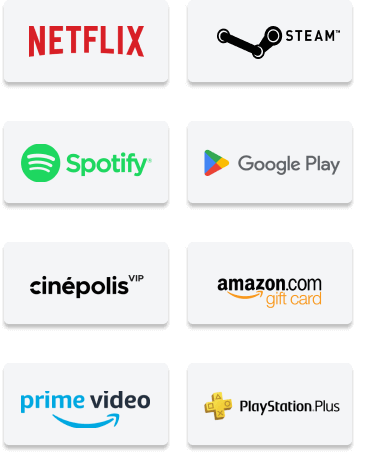 NETFLIX
STEAM™
Spotify®
Google Play
cinépolis VIP
amazon.com
gift card
prime video
PlayStation.Plus